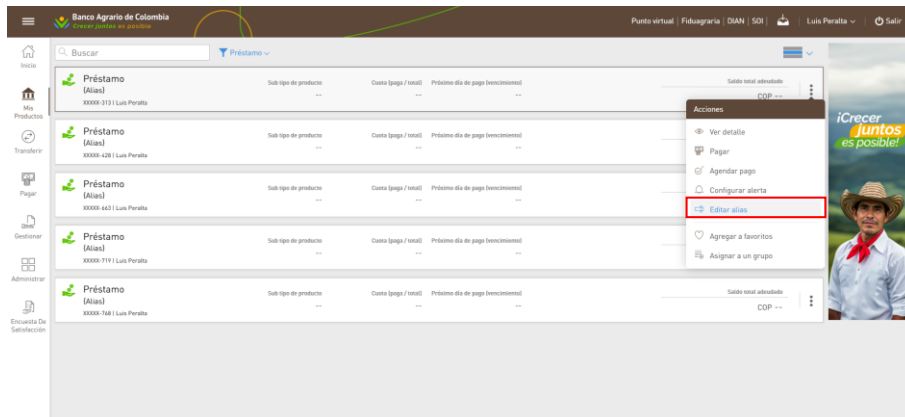 Banco Agrario de Colombia
Crecer juntos es posible
Punto virtual | Fiduagraria | DIAN | SOI |
Luis Peralta
Salir
Inicio
Mis
Productos
Transferir
Pagar
Gestionar
Administrar
Encuesta De
Satisfacción
Buscar
Préstamo
Préstamo
(Alias)
XXXXX-313 | Luis Peralta
Sub tipo de producto
--
Cuota (paga / total)
--
Próximo día de pago (vencimiento)
--
Saldo total adeudado
COP --
Préstamo
(Alias)
XXXXX-428 | Luis Peralta
Sub tipo de producto
--
Cuota (paga / total)
--
Próximo día de pago (vencimiento)
--
Préstamo
(Alias)
XXXXX-663 | Luis Peralta
Sub tipo de producto
--
Cuota (paga / total)
--
Próximo día de pago (vencimiento)
--
Préstamo
(Alias)
XXXXX-719 | Luis Peralta
Sub tipo de producto
--
Cuota (paga / total)
--
Próximo día de pago (vencimiento)
--
Préstamo
(Alias)
XXXXX-768 | Luis Peralta
Sub tipo de producto
--
Cuota (paga / total)
--
Próximo día de pago (vencimiento)
--
Saldo total adeudado
COP --
Acciones
Ver detalle
Pagar
Agendar pago
Configurar alerta
Editar alias
Agregar a favoritos
Asignar a un grupo
¡Crecer
juntos
es posible!